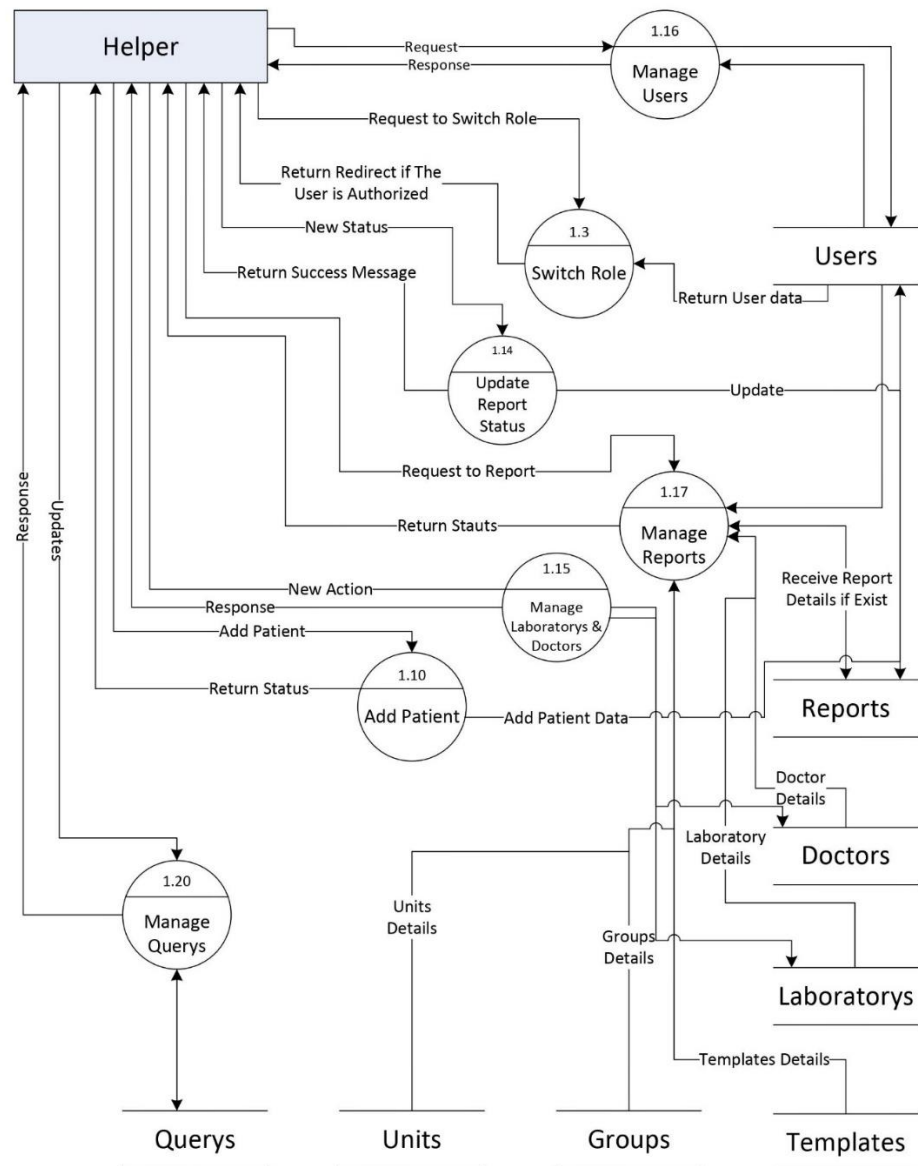 Helper
Request
Response
1.16
Manage
Users
Request to Switch Role
Return Redirect if The
User is Authorized
1.3
Switch Role
Users
New Status
Return Success Message
Return User data
1.14
Update
Report
Status
Update
Request to Report
1.17
Manage
Reports
Return Stauts
Response
Updates
New Action
1.15
Manage
Laboratorys &
Doctors
Receive Report
Details if Exist
Response
Add Patient
1.10
Add Patient
Return Status
Add Patient Data
Reports
Doctor
Details
Doctors
Laboratory
Details
1.20
Manage
Querys
Units
Details
Groups
Details
Laboratorys
Templates Details
Querys
Units
Groups
Templates